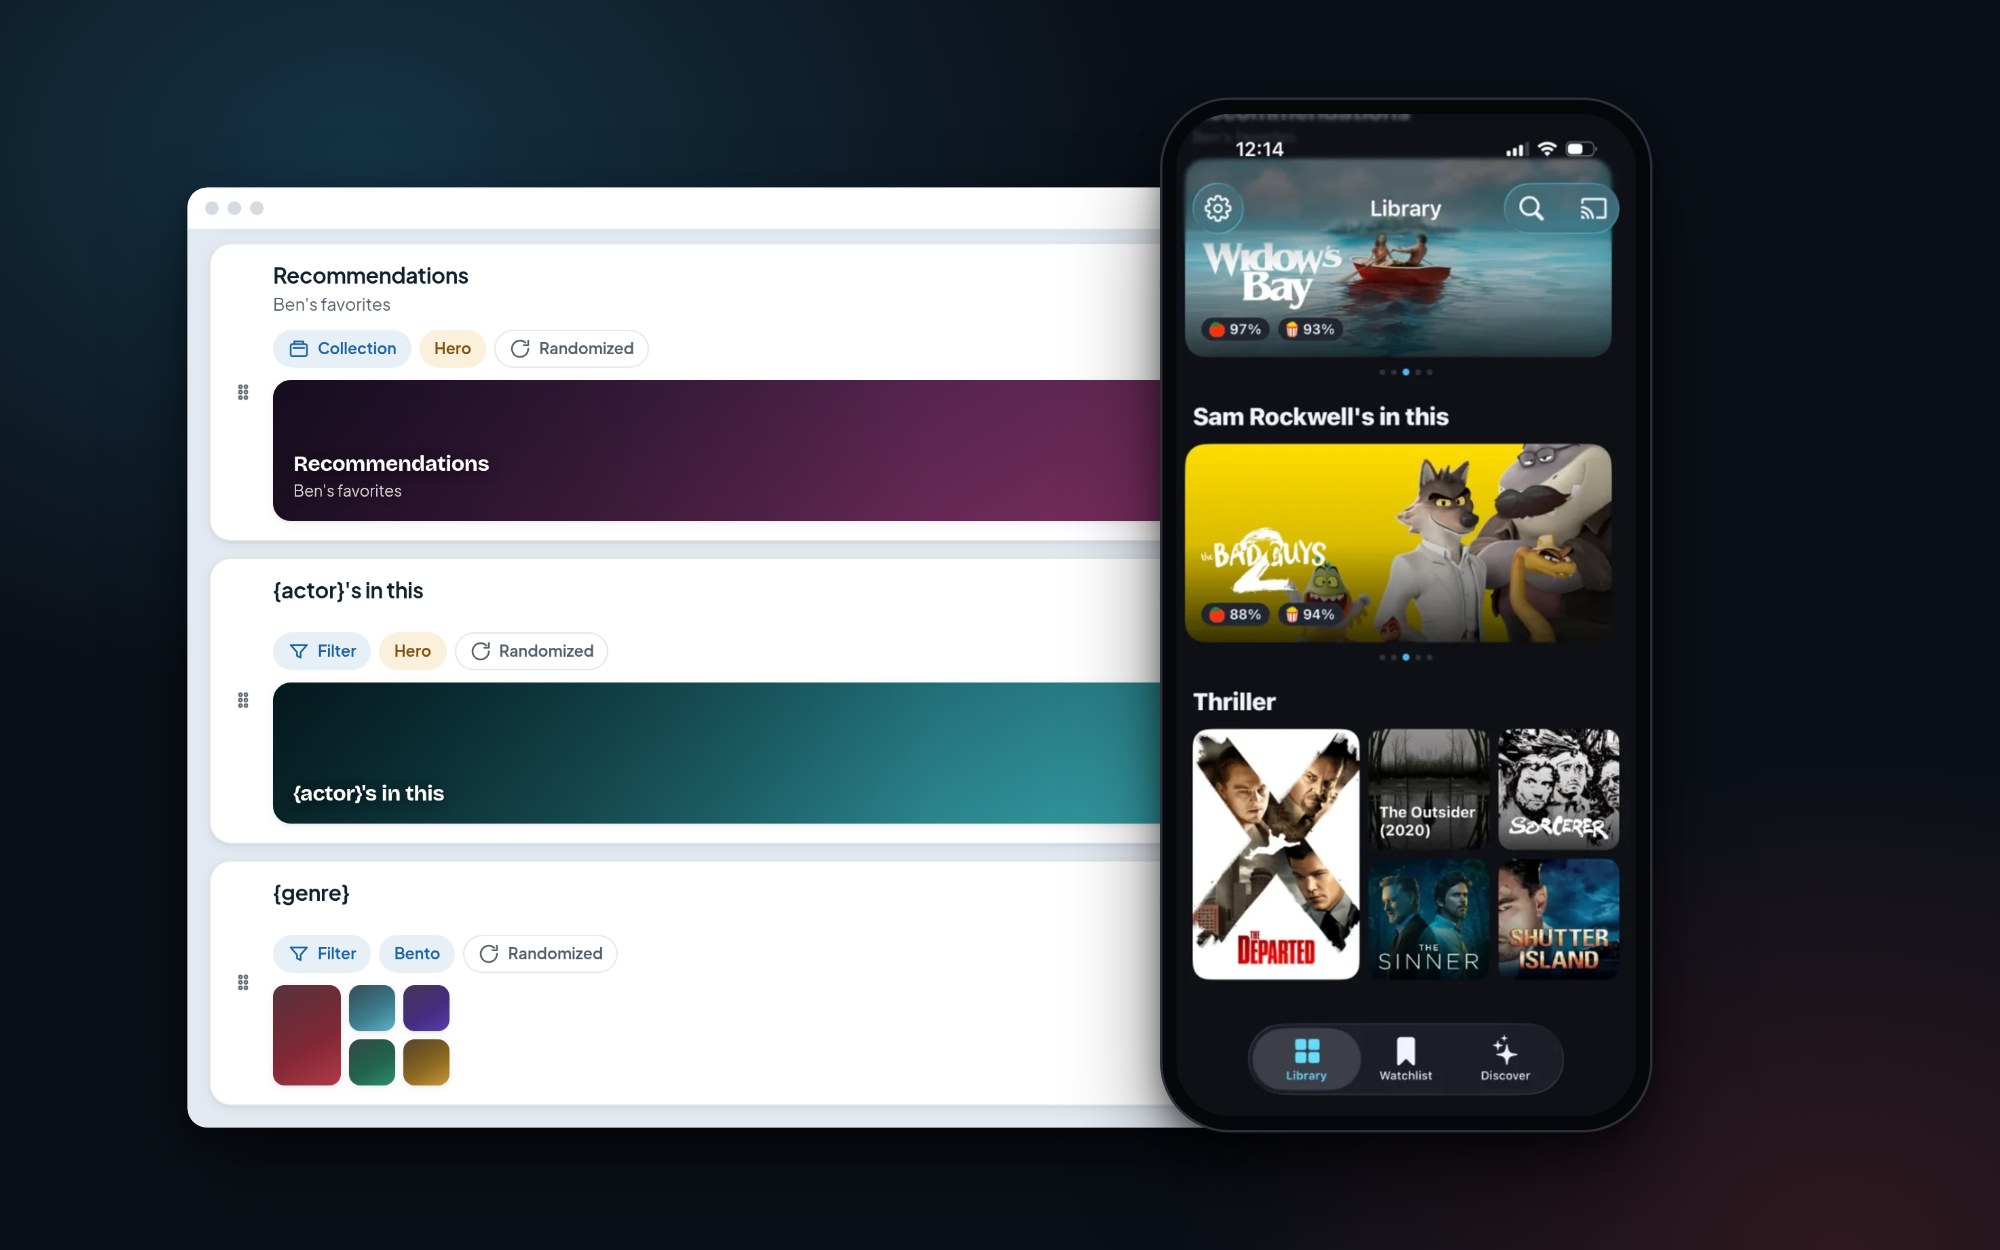 Recommendations
Ben's favorites
Collection
Hero
Randomized
Recommendations
Ben's favorites
{actor}'s in this
Filter
Hero
Randomized
{actor}'s in this
{genre}
Filter
Bento
Randomized
12:14
Library
Widow's
Bay
97%
93%
Sam Rockwell's in this
the BAD GUYS
2
88%
94%
Thriller
THE
DEPARTED
The Outsider
(2020)
SORCERER
THE
SINNER
SHUTTER
ISLAND
Library
Watchlist
Discover